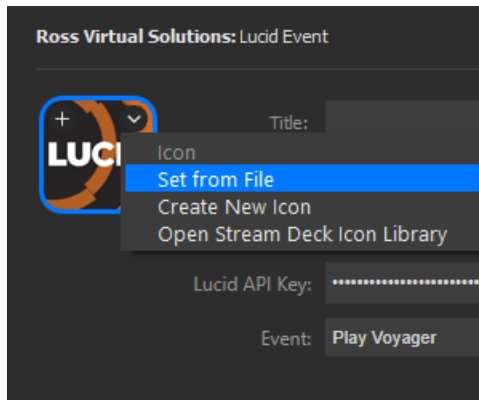 Ross Virtual Solutions: Lucid Event
Title:
LUCI
Icon
Set from File
Create New Icon
Open Stream Deck Icon Library
Lucid API Key: ••••••••••••••••••••••••
Event: Play Voyager